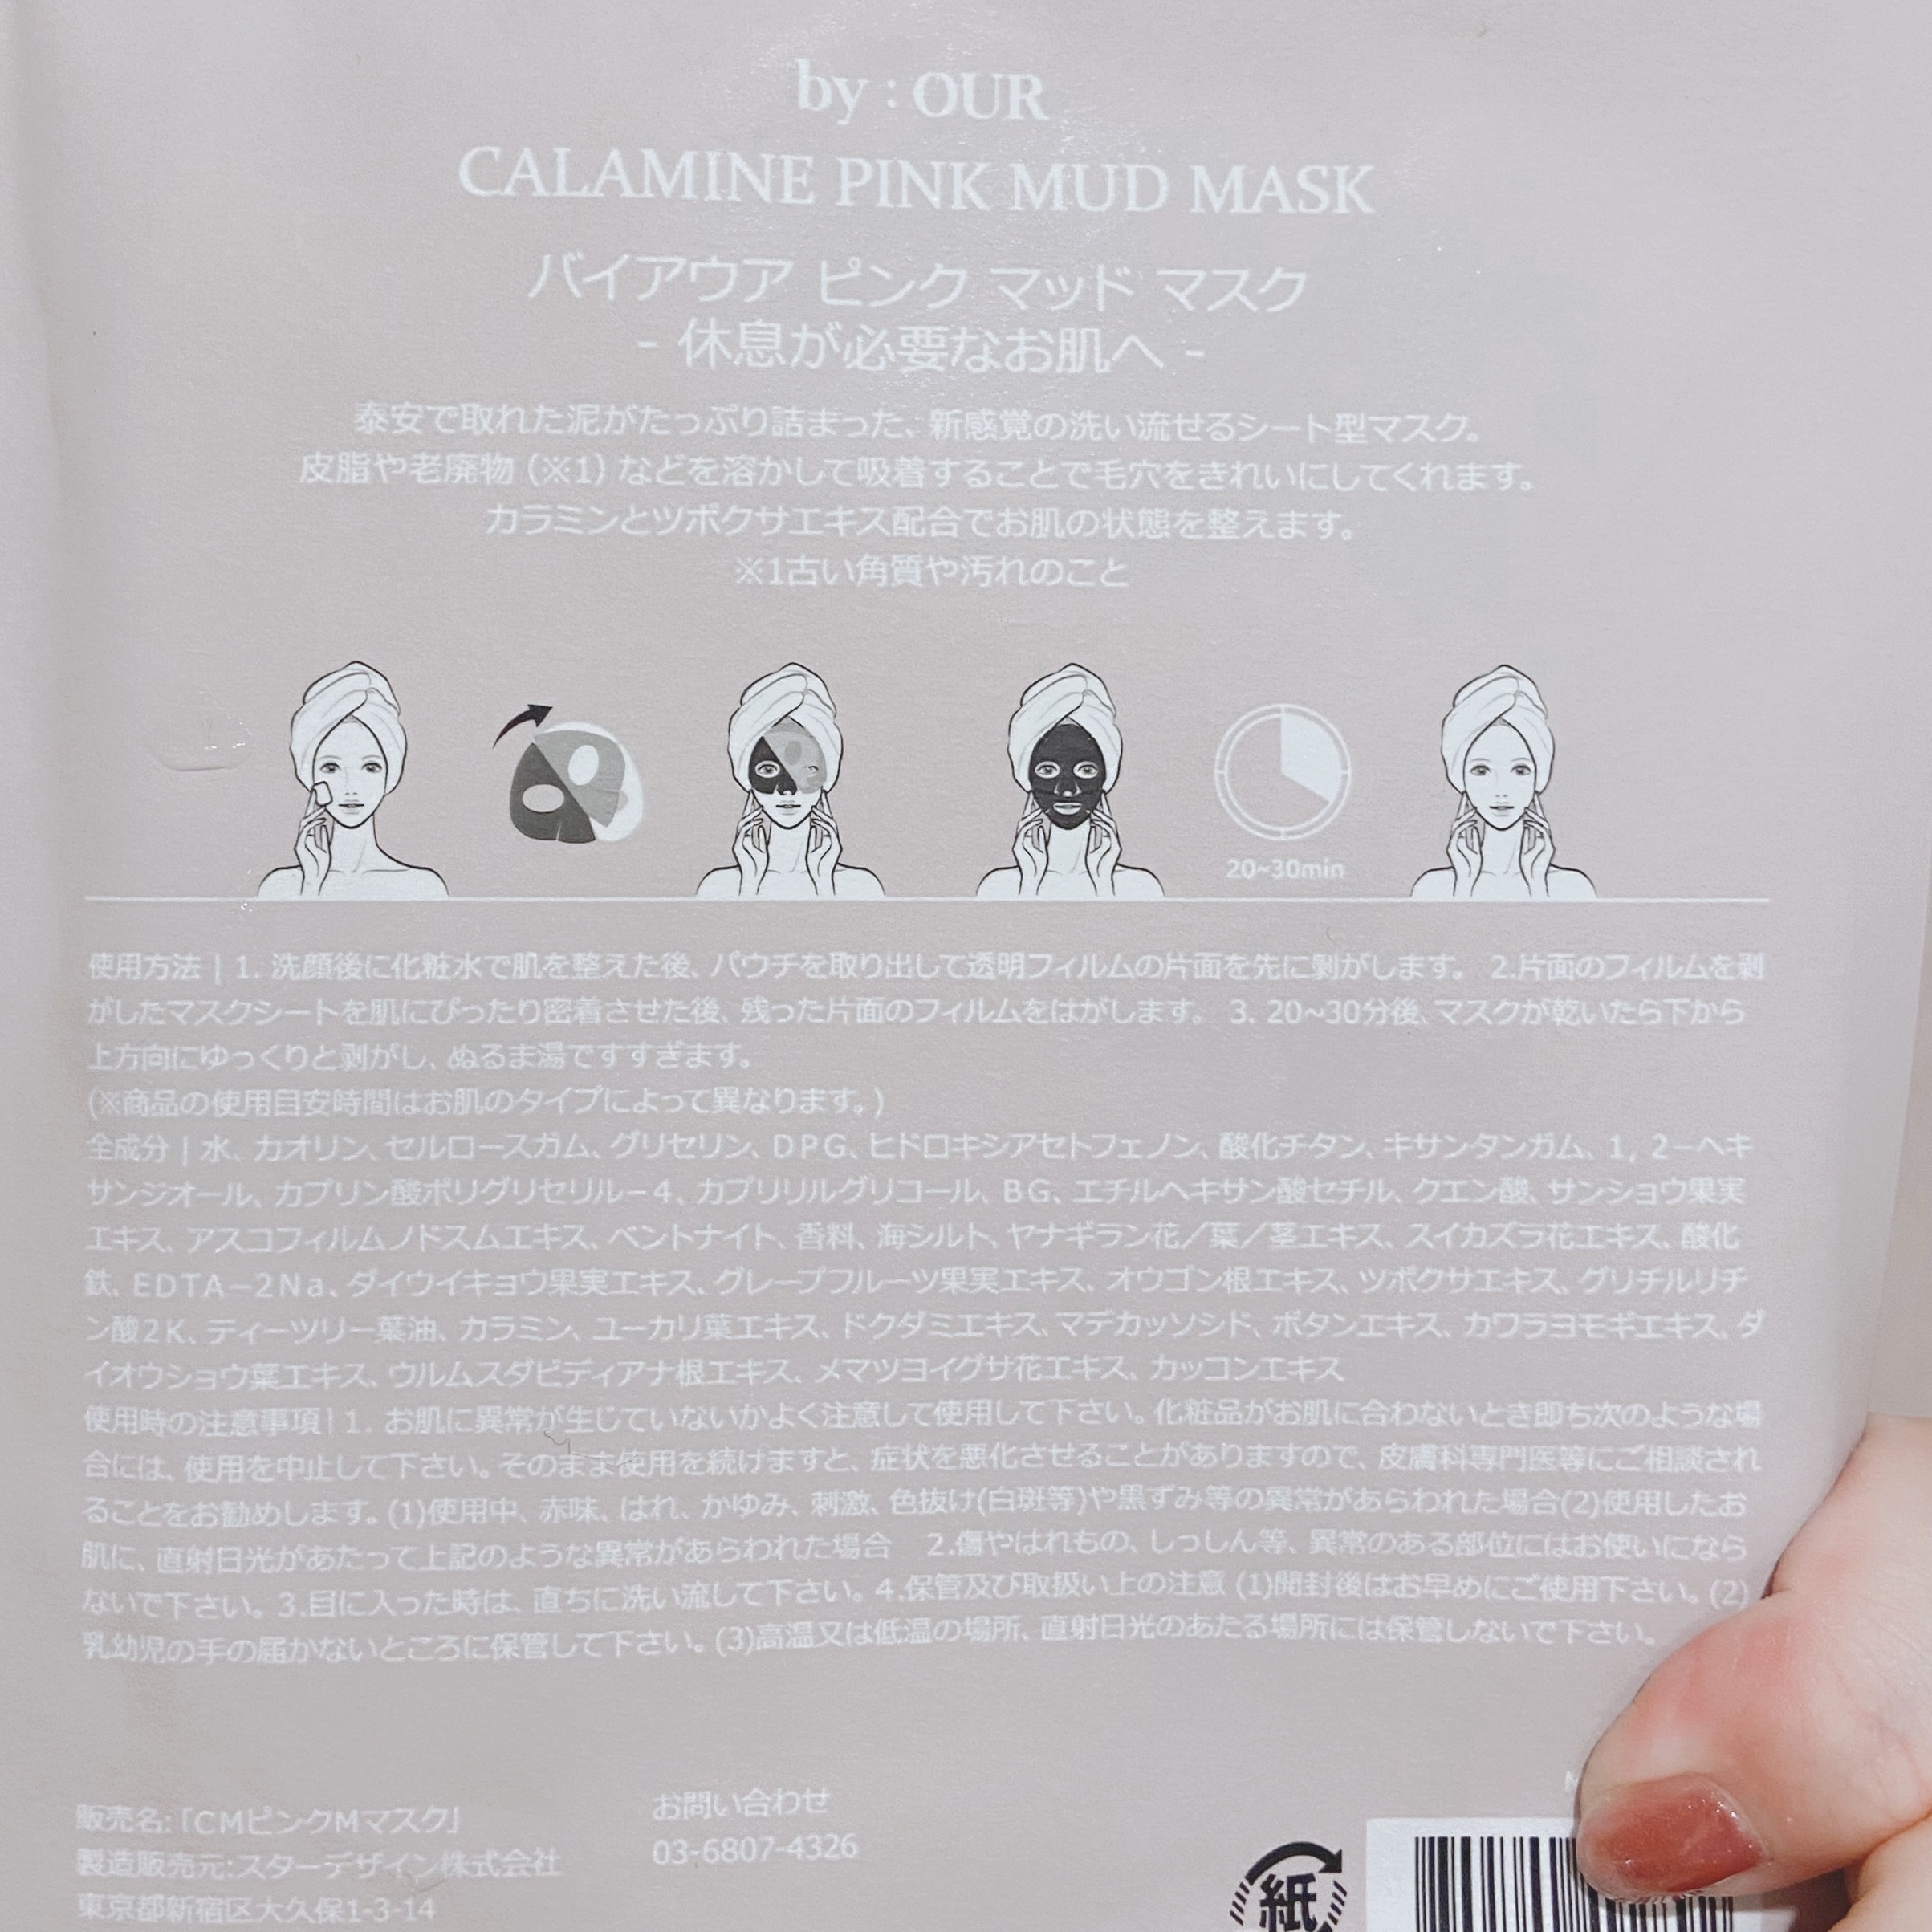 by : OUR
CALAMINE PINK MUD MASK
バイアウア ピンク マッド マスク
- 休息が必要なお肌へ -
泰安で取れた泥がたっぷり詰まった、新感覚の洗い流せるシート型マスク。
皮脂や老廃物 (※1) などを溶かして吸着することで毛穴をきれいにしてくれます。
カラミンとツボクサエキス配合でお肌の状態を整えます。
※1古い角質や汚れのこと
20~30min
使用方法 | 1. 洗顔後に化粧水で肌を整えた後、パウチを取り出して透明フィルムの片面を先に剝がします。 2.片面のフィルムを剥
がしたマスクシートを肌にぴったり密着させた後、残った片面のフィルムをはがします。 3. 20~30分後、マスクが乾いたら下から
上方向にゆっくりと剥がし、ぬるま湯ですすぎます。
(※商品の使用目安時間はお肌のタイプによって異なります。)
全成分 | 水、カオリン、セルロースガム、グリセリン、DPG、ヒドロキシアセトフェノン、酸化チタン、キサンタンガム、1, 2-ヘキ
サンジオール、カプリン酸ポリグリセリル-4、カプリリルグリコール、BG、エチルヘキサン酸セチル、クエン酸、サンショウ果実
エキス、アスコフィルムノドスムエキス、ベントナイト、香料、海シルト、ヤナギラン花/葉/茎エキス、スイカズラ花エキス、酸化
鉄、EDTA-2Na、ダイウイキョウ果実エキス、グレープフルーツ果実エキス、オウゴン根エキス、ツボクサエキス、グリチルリチ
ン酸2K、ティーツリー葉油、カラミン、ユーカリ葉エキス、ドクダミエキス、マデカッソシド、ボタンエキス、カワラヨモギエキス、ダ
イオウショウ葉エキス、ウルムスダビディアナ根エキス、メマツヨイグサ花エキス、カッコンエキス
使用時の注意事項 | 1. お肌に異常が生じていないかよく注意して使用して下さい。化粧品がお肌に合わないとき即ち次のような場
合には、使用を中止して下さい。そのまま使用を続けますと、症状を悪化させることがありますので、皮膚科専門医等にご相談され
ることをお勧めします。(1)使用中、赤味、はれ、かゆみ、刺激、色抜け(白斑等)や黒ずみ等の異常があらわれた場合(2)使用したお
肌に、直射日光があたって上記のような異常があらわれた場合 2.傷やはれもの、しっしん等、異常のある部位にはお使いになら
ないで下さい。3.目に入った時は、直ちに洗い流して下さい。4.保管及び取扱い上の注意 (1)開封後はお早めにご使用下さい。(2)
乳幼児の手の届かないところに保管して下さい。(3)高温又は低温の場所、直射日光のあたる場所には保管しないで下さい。
販売名:「CMピンクMマスク」
製造販売元:スターデザイン株式会社
東京都新宿区大久保1-3-14
お問い合わせ
03-6807-4326
紙